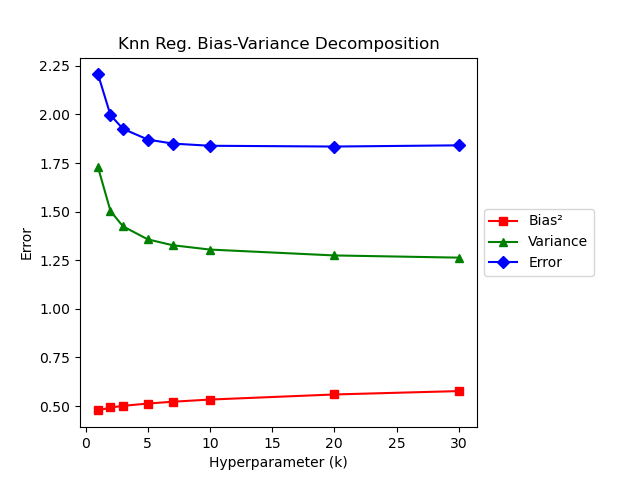 Knn Reg. Bias-Variance Decomposition
2.25
2.00
1.75
1.50
1.25
1.00
0.75
0.50
Error
0 5 10 15 20 25 30
Hyperparameter (k)
Bias²
Variance
Error